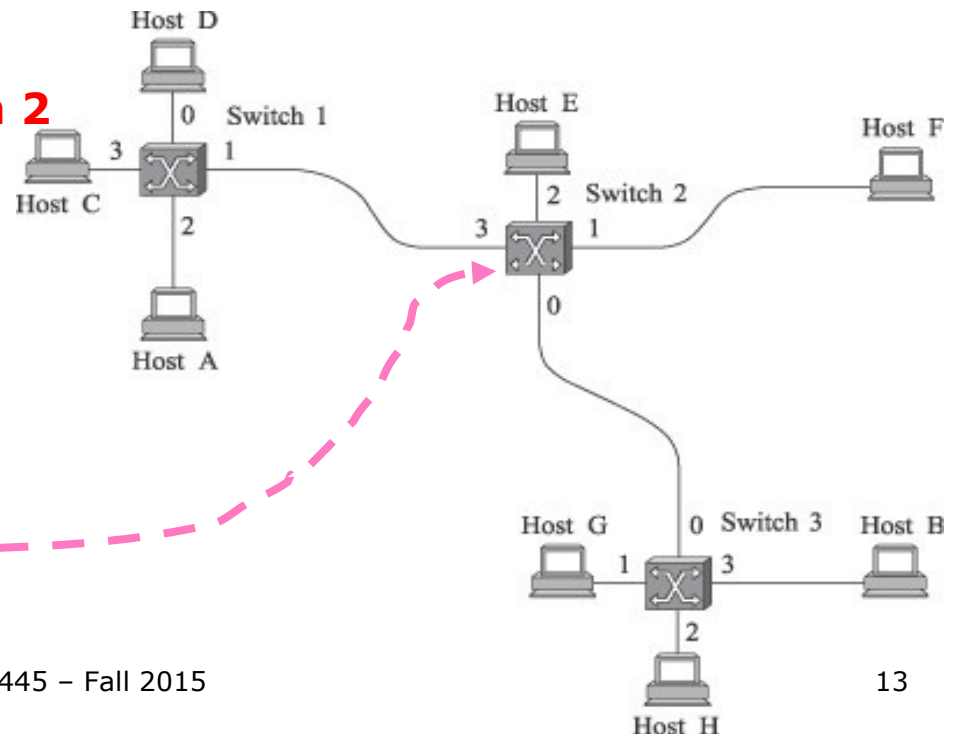 Host D
n 2
0 Switch 1
3 1
Host C
2
Host A
Host E
Host F
2 Switch 2
3 1
0
Host G 0 Switch 3 Host B
1 3
2
Host H
445 – Fall 2015 13